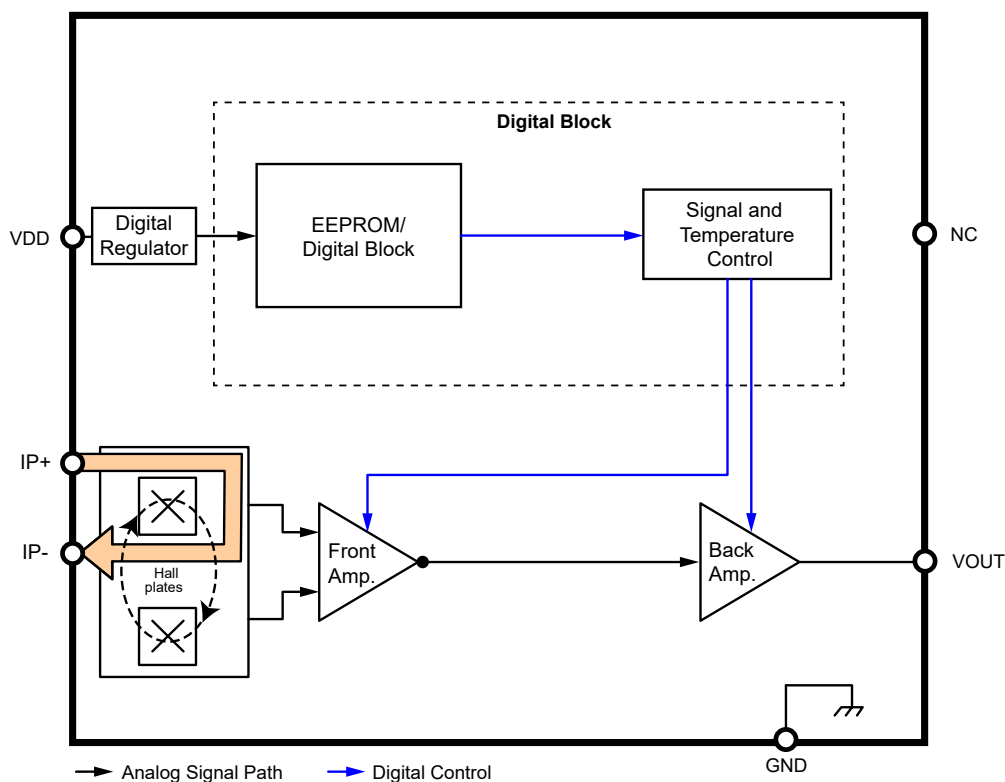 Digital Block
VDD
Digital
Regulator
EEPROM/
Digital Block
Signal and
Temperature
Control
NC
IP+
IP-
Hall
plates
Front
Amp.
Back
Amp.
VOUT
GND
Analog Signal Path
Digital Control